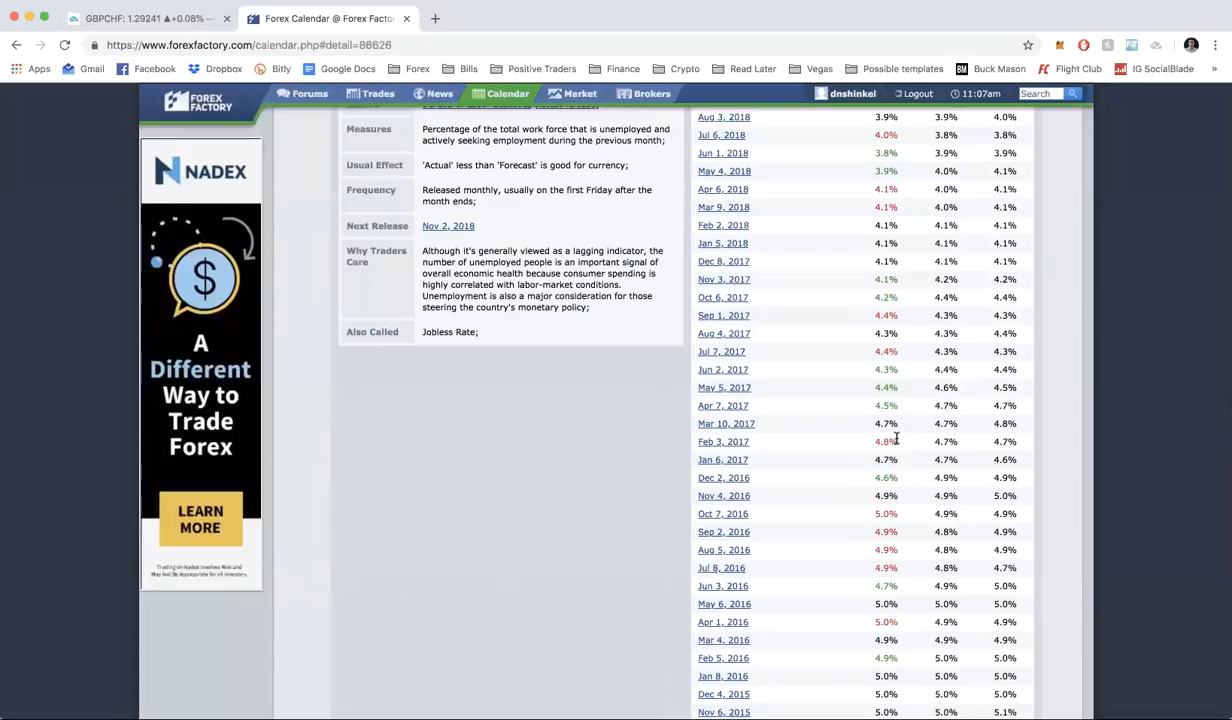 GBPCHF: 1.29241 ▲+0.08% —
Forex Calendar @ Forex Facto
https://www.forexfactory.com/calendar.php#detail=86626
Apps
Gmail
Facebook
Dropbox
Bitly
Google Docs
Forex
Bills
Positive Traders
Finance
Crypto
Read Later
Vegas
Possible templates
BM Buck Mason
FC Flight Club
IG SocialBlade
»
FOREX
FACTORY
Forums
Trades
News
Calendar
Market
Brokers
dnshinkel
Logout
11:07am
Search
NADEX
$
A
Different
Way to
Trade
Forex
LEARN
MORE
Trading on Nadex Involves Risk and
May Not Be Appropriate for all Investors.
Measures
Percentage of the total work force that is unemployed and
actively seeking employment during the previous month;
Usual Effect
'Actual' less than 'Forecast' is good for currency;
Frequency
Released monthly, usually on the first Friday after the
month ends;
Next Release
Nov 2, 2018
Why Traders
Care
Although it's generally viewed as a lagging indicator, the
number of unemployed people is an important signal of
overall economic health because consumer spending is
highly correlated with labor-market conditions.
Unemployment is also a major consideration for those
steering the country's monetary policy;
Also Called
Jobless Rate;
Aug 3, 2018 3.9% 3.9% 4.0%
Jul 6, 2018 4.0% 3.8% 3.8%
Jun 1, 2018 3.8% 3.9% 3.9%
May 4, 2018 3.9% 4.0% 4.1%
Apr 6, 2018 4.1% 4.0% 4.1%
Mar 9, 2018 4.1% 4.0% 4.1%
Feb 2, 2018 4.1% 4.1% 4.1%
Jan 5, 2018 4.1% 4.1% 4.1%
Dec 8, 2017 4.1% 4.1% 4.1%
Nov 3, 2017 4.1% 4.2% 4.2%
Oct 6, 2017 4.2% 4.4% 4.4%
Sep 1, 2017 4.4% 4.3% 4.3%
Aug 4, 2017 4.3% 4.3% 4.4%
Jul 7, 2017 4.4% 4.3% 4.3%
Jun 2, 2017 4.3% 4.4% 4.4%
May 5, 2017 4.4% 4.6% 4.5%
Apr 7, 2017 4.5% 4.7% 4.7%
Mar 10, 2017 4.7% 4.7% 4.8%
Feb 3, 2017 4.8% 4.7% 4.7%
Jan 6, 2017 4.7% 4.7% 4.6%
Dec 2, 2016 4.6% 4.9% 4.9%
Nov 4, 2016 4.9% 4.9% 5.0%
Oct 7, 2016 5.0% 4.9% 4.9%
Sep 2, 2016 4.9% 4.8% 4.9%
Aug 5, 2016 4.9% 4.8% 4.9%
Jul 8, 2016 4.9% 4.8% 4.7%
Jun 3, 2016 4.7% 4.9% 5.0%
May 6, 2016 5.0% 5.0% 5.0%
Apr 1, 2016 5.0% 4.9% 4.9%
Mar 4, 2016 4.9% 4.9% 4.9%
Feb 5, 2016 4.9% 5.0% 5.0%
Jan 8, 2016 5.0% 5.0% 5.0%
Dec 4, 2015 5.0% 5.0% 5.0%
Nov 6, 2015 5.0% 5.0% 5.1%